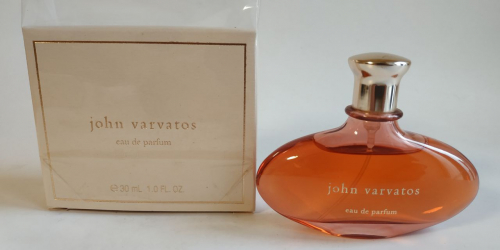 john varvatos
eau de parfum
℮30 mL 1.0 FL. OZ
john varvatos
eau de parfum